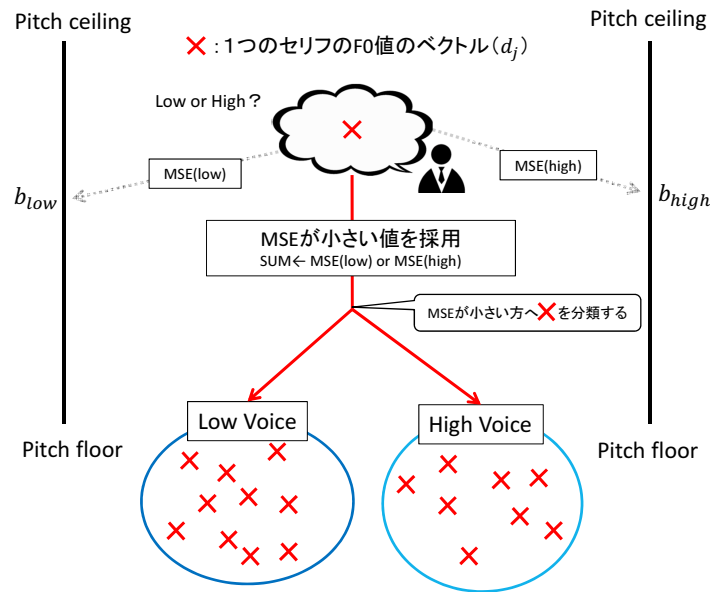 Pitch ceiling
Pitch ceiling
:1つのセリフのF0値のベクトル(d_j)
Low or High?
MSE(low)
MSE(high)
b_low
b_high
MSEが小さい値を採用
SUM← MSE(low) or MSE(high)
MSEが小さい方へ を分類する
Low Voice
High Voice
Pitch floor
Pitch floor